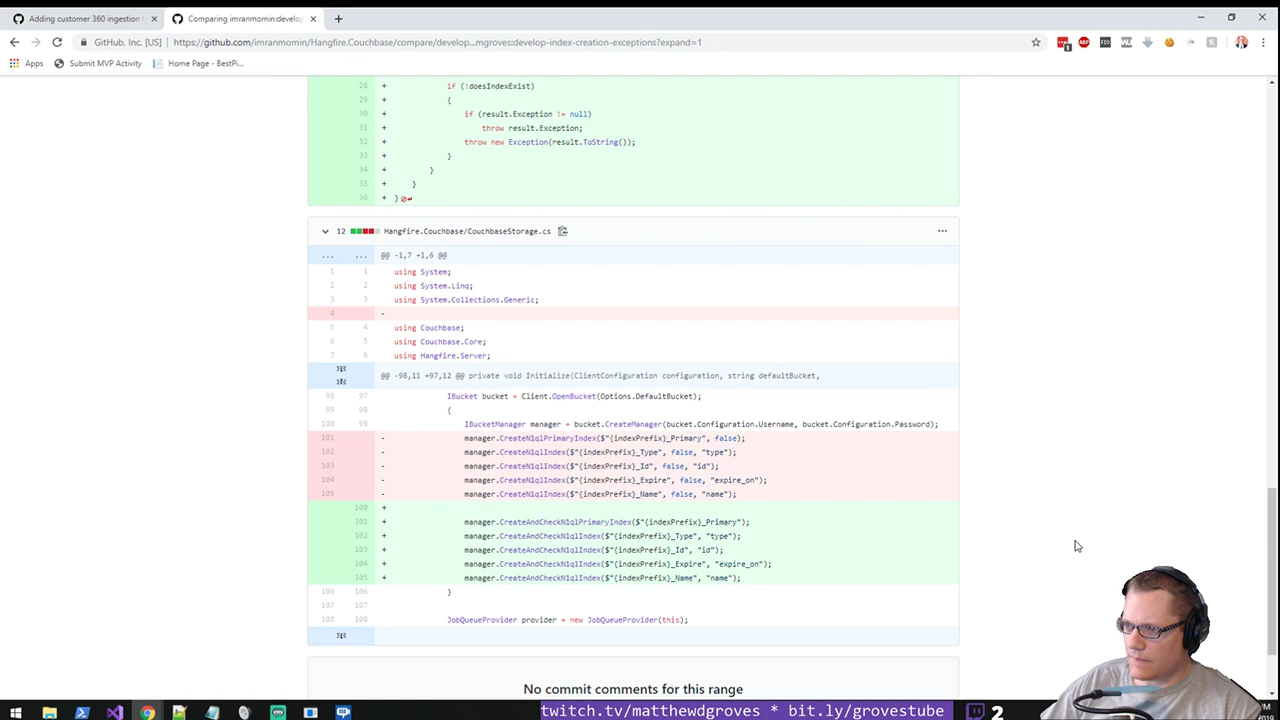 Adding customer 360 ingestion
Comparing imranmomin:develop
GitHub, Inc. [US] https://github.com/imranmomin/Hangfire.Couchbase/compare/develop...mgroves:develop-index-creation-exceptions?expand=1
Apps Submit MVP Activity Home Page - BestPi...
28 + if (!doesIndexExist)
29 + {
30 + if (result.Exception != null)
31 + throw result.Exception;
32 + throw new Exception(result.ToString());
33 + }
34 + }
35 + }
36 + }
12 Hangfire.Couchbase/CouchbaseStorage.cs
... ... @@ -1,7 +1,6 @@
1 1 using System;
2 2 using System.Linq;
3 3 using System.Collections.Generic;
4 -
5 4 using Couchbase;
6 5 using Couchbase.Core;
7 6 using Hangfire.Server;
@@ -98,11 +97,12 @@ private void Initialize(ClientConfiguration configuration, string defaultBucket,
98 97 IBucket bucket = Client.OpenBucket(Options.DefaultBucket);
99 98 {
100 99 IBucketManager manager = bucket.CreateManager(bucket.Configuration.Username, bucket.Configuration.Password);
101 - manager.CreateN1qlPrimaryIndex($"{indexPrefix}_Primary", false);
102 - manager.CreateN1qlIndex($"{indexPrefix}_Type", false, "type");
103 - manager.CreateN1qlIndex($"{indexPrefix}_Id", false, "id");
104 - manager.CreateN1qlIndex($"{indexPrefix}_Expire", false, "expire_on");
105 - manager.CreateN1qlIndex($"{indexPrefix}_Name", false, "name");
100 +
101 + manager.CreateAndCheckN1qlPrimaryIndex($"{indexPrefix}_Primary");
102 + manager.CreateAndCheckN1qlIndex($"{indexPrefix}_Type", "type");
103 + manager.CreateAndCheckN1qlIndex($"{indexPrefix}_Id", "id");
104 + manager.CreateAndCheckN1qlIndex($"{indexPrefix}_Expire", "expire_on");
105 + manager.CreateAndCheckN1qlIndex($"{indexPrefix}_Name", "name");
106 106 }
107 107
108 108 JobQueueProvider provider = new JobQueueProvider(this);
No commit comments for this range
twitch.tv/matthewdgroves * bit.ly/grovestube 2